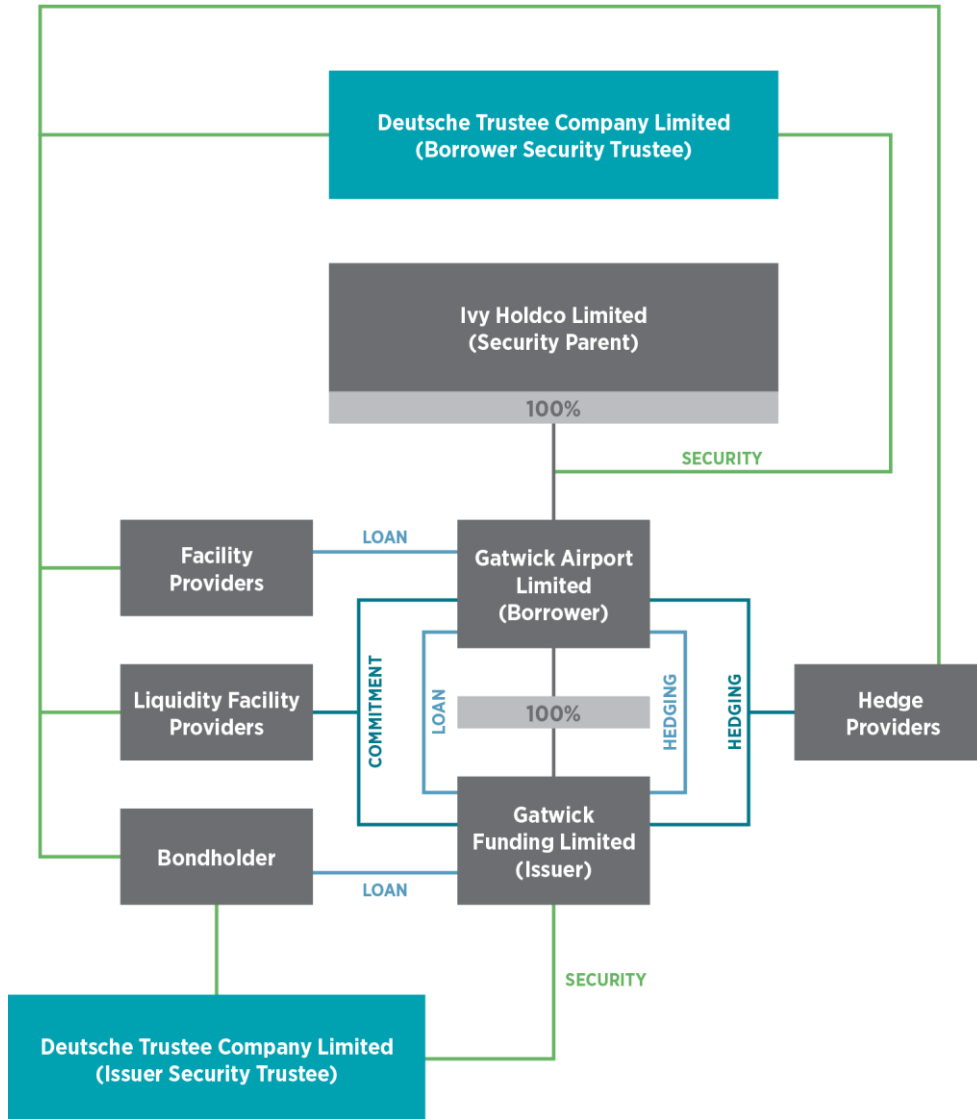 Deutsche Trustee Company Limited
(Borrower Security Trustee)
Ivy Holdco Limited
(Security Parent)
100%
SECURITY
Facility
Providers
LOAN
Gatwick Airport
Limited
(Borrower)
Liquidity Facility
Providers
COMMITMENT
LOAN
100%
HEDGING
HEDGING
Hedge
Providers
Bondholder
LOAN
Gatwick
Funding Limited
(Issuer)
SECURITY
Deutsche Trustee Company Limited
(Issuer Security Trustee)